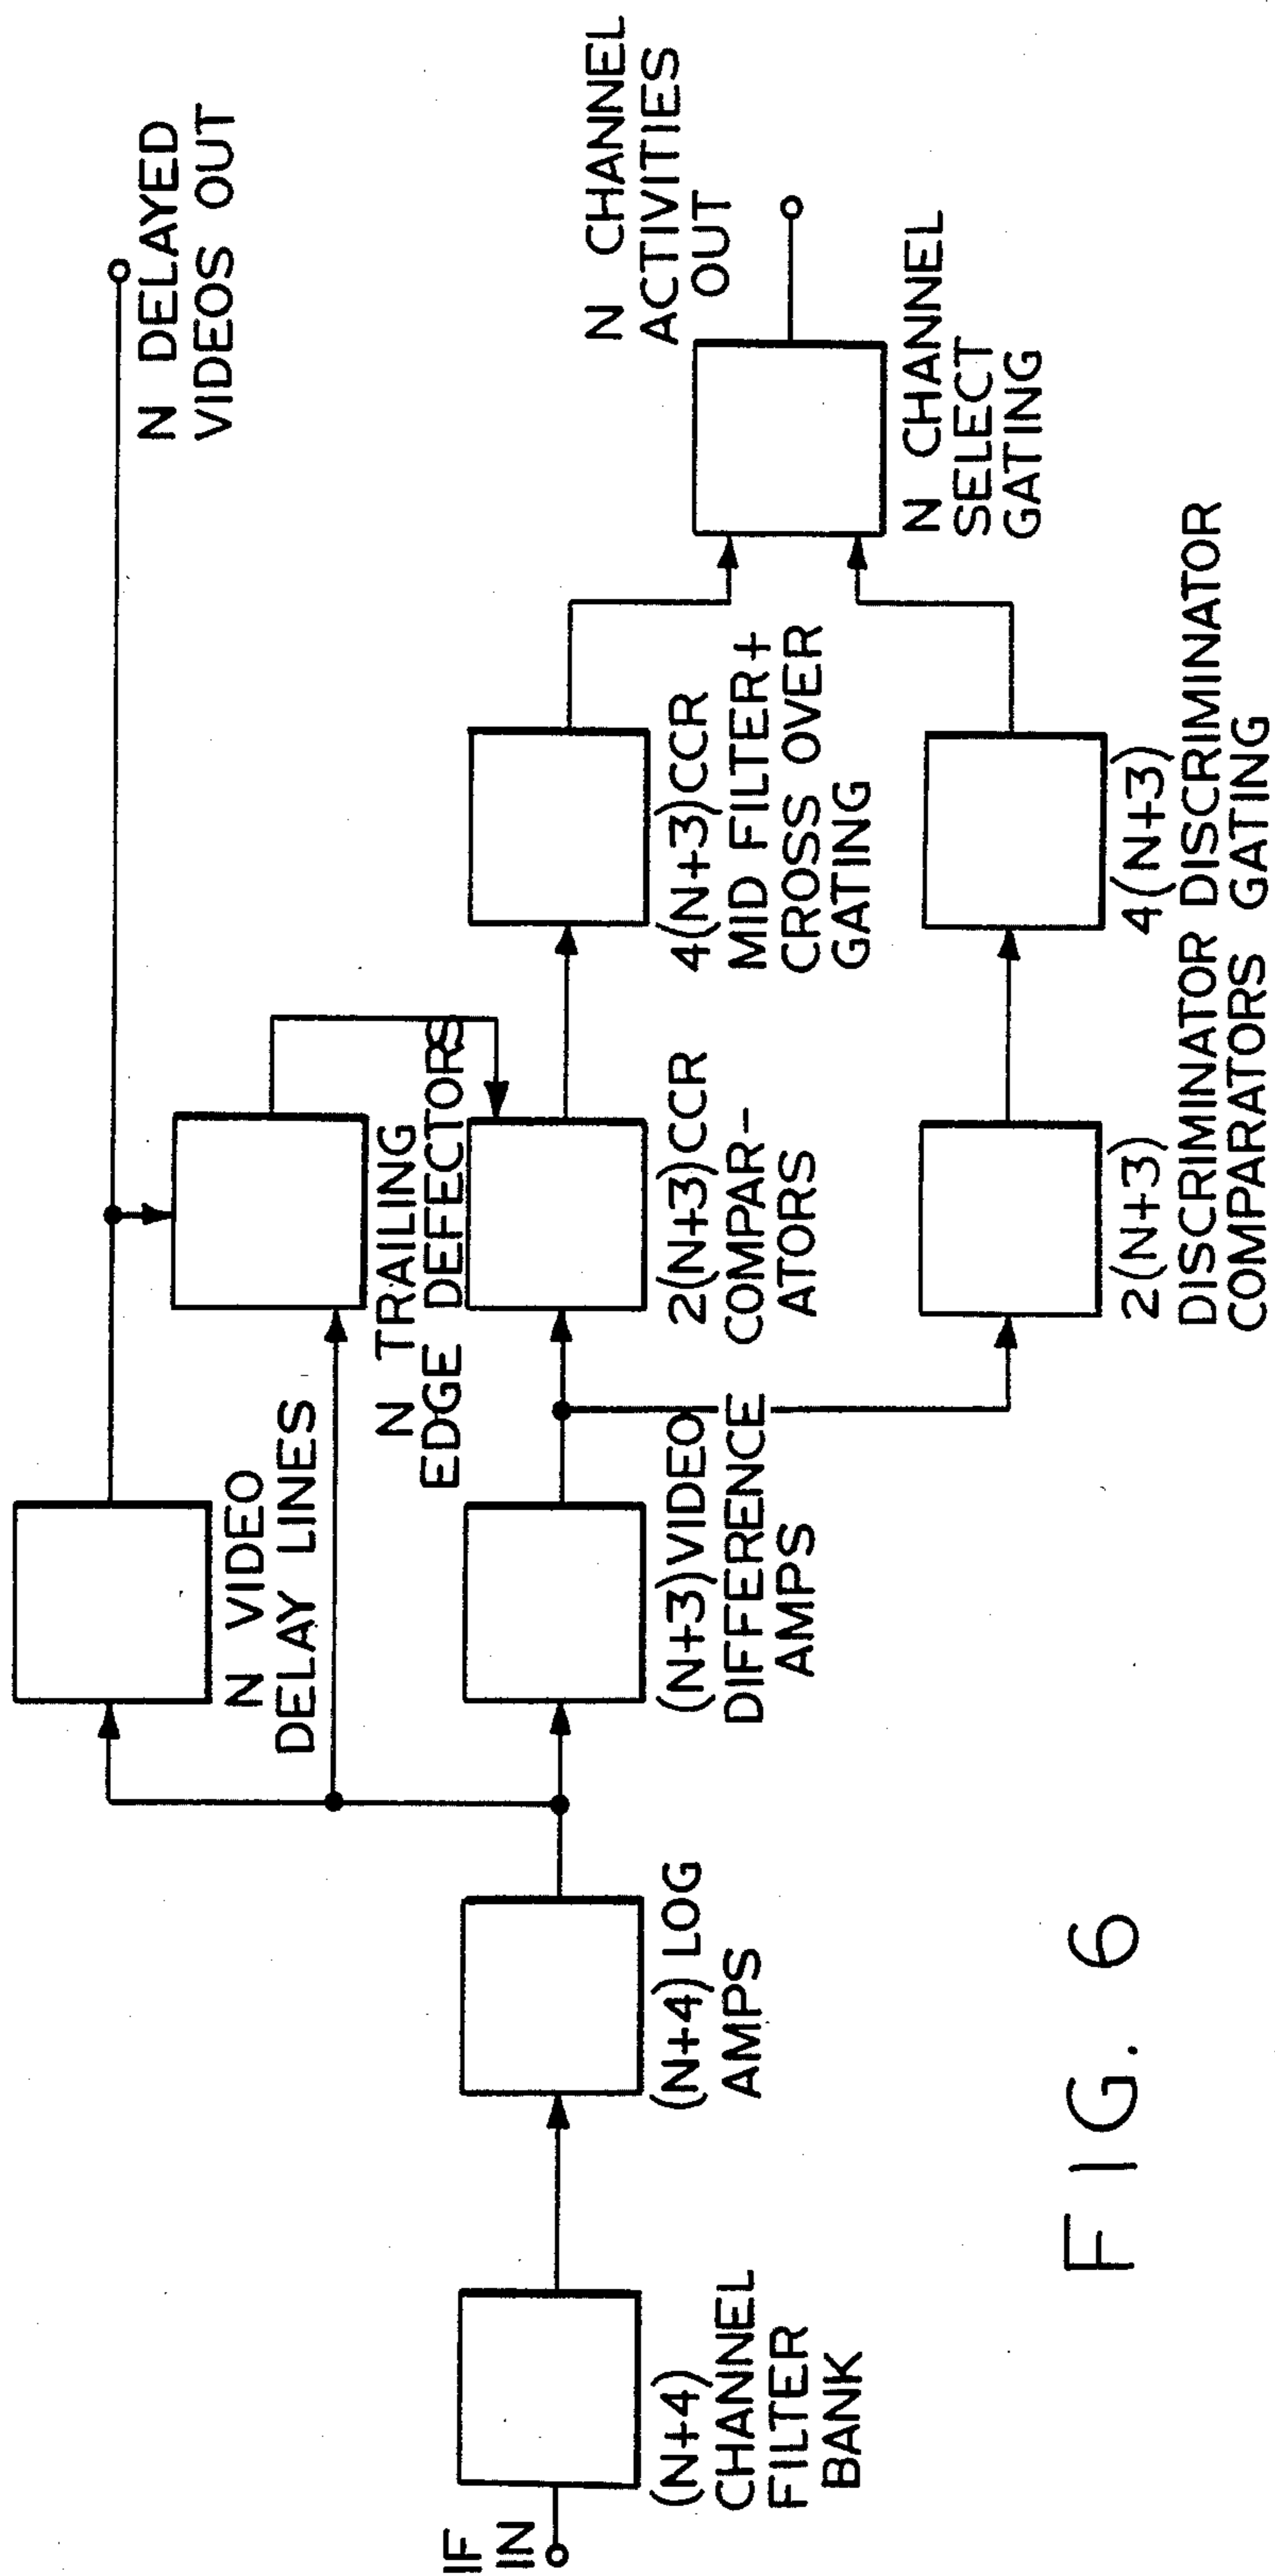 IF
IN
(N+4)
CHANNEL
FILTER
BANK
(N+4) LOG
AMPS
N VIDEO
DELAY LINES
(N+3) VIDEO
DIFFERENCE
AMPS
N TRAILING
EDGE DEFECTORS
2(N+3) CCR
COMPAR-
ATORS
2(N+3)
DISCRIMINATOR
COMPARATORS
4(N+3) CCR
MID FILTER+
CROSS OVER
GATING
4(N+3)
DISCRIMINATOR
GATING
N CHANNEL
SELECT
GATING
N DELAYED
VIDEOS OUT
N CHANNEL
ACTIVITIES
OUT
FIG. 6